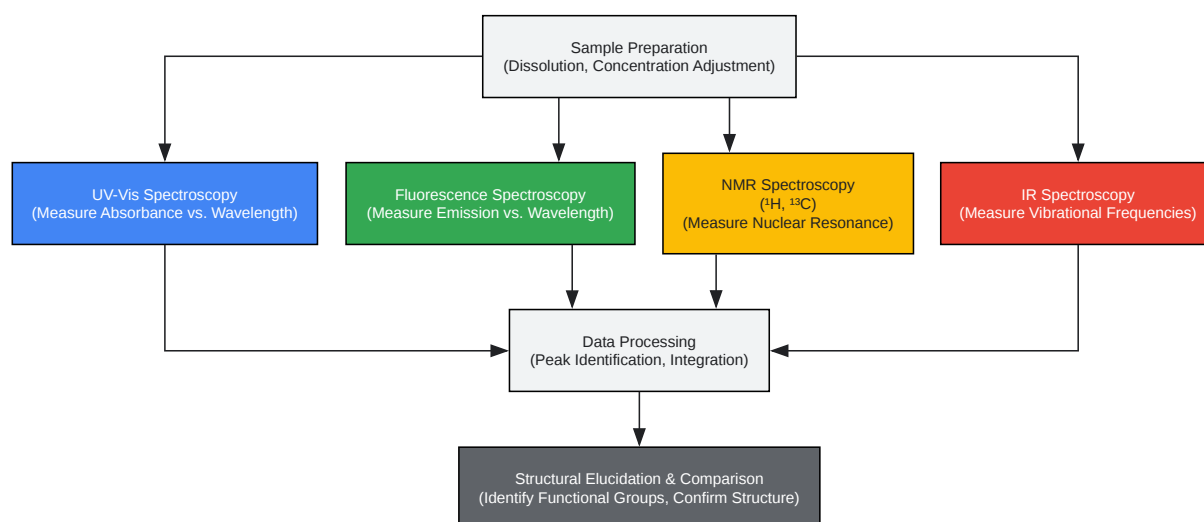 Sample Preparation
(Dissolution, Concentration Adjustment)
UV-Vis Spectroscopy
(Measure Absorbance vs. Wavelength)
Fluorescence Spectroscopy
(Measure Emission vs. Wavelength)
NMR Spectroscopy
(¹H, ¹³C)
(Measure Nuclear Resonance)
IR Spectroscopy
(Measure Vibrational Frequencies)
Data Processing
(Peak Identification, Integration)
Structural Elucidation & Comparison
(Identify Functional Groups, Confirm Structure)